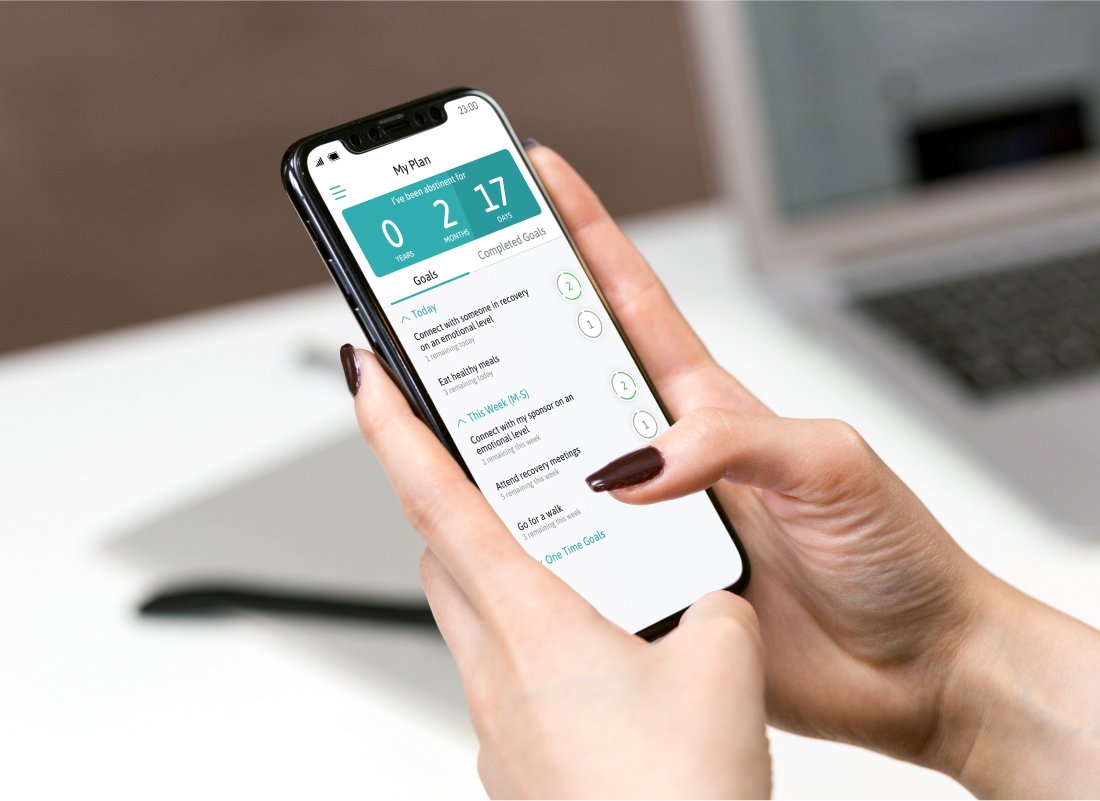 23:00
My Plan
I've been abstinent for
0 2 17
YEARS MONTHS DAYS
Goals Completed Goals
Today
Connect with someone in recovery
on an emotional level
1 remaining today
2
Eat healthy meals
3 remaining today
1
This Week (M-S)
Connect with my sponsor on an
emotional level
1 remaining this week
2
Attend recovery meetings
5 remaining this week
1
Go for a walk
3 remaining this week
One Time Goals